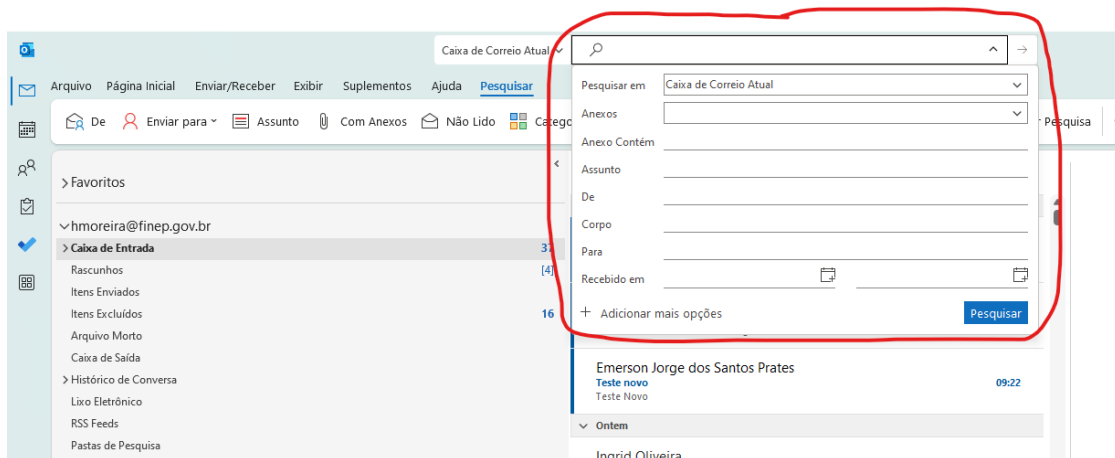 Caixa de Correio Atual
Arquivo Página Inicial Enviar/Receber Exibir Suplementos Ajuda Pesquisar
De Enviar para Assunto Com Anexos Não Lido Pesquisa
Favoritos
hmoreira@finep.gov.br
Caixa de Entrada 37
Rascunhos [4]
Itens Enviados
Itens Excluídos 16
Arquivo Morto
Caixa de Saída
Histórico de Conversa
Lixo Eletrônico
RSS Feeds
Pastas de Pesquisa
Pesquisar em Caixa de Correio Atual
Anexos
Anexo Contém
Assunto
De
Corpo
Para
Recebido em
+ Adicionar mais opções Pesquisar
Emerson Jorge dos Santos Prates
Teste novo 09:22
Teste Novo
Ontem
Ingrid Oliveira